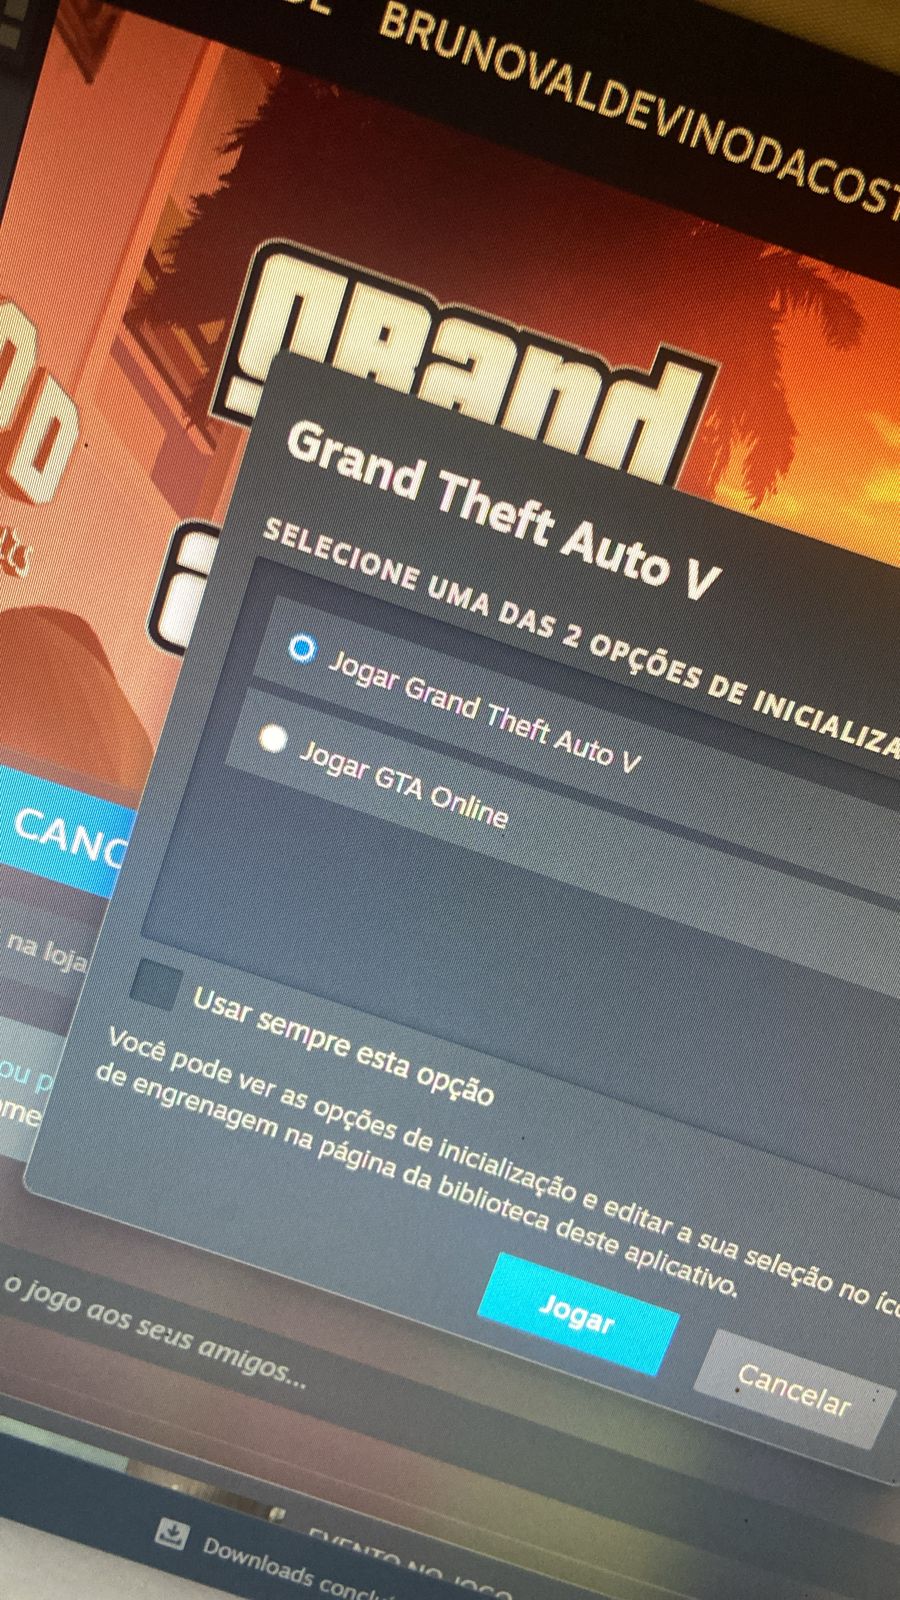 BRUNOVALDEVINODACOST
grand
Grand Theft Auto V
SELECIONE UMA DAS 2 OPÇÕES DE INICIALIZA
Jogar Grand Theft Auto V
Jogar GTA Online
CANC
na loja
Usar sempre esta opção
ou p
Você pode ver as opções de inicialização e editar a sua seleção no íco
de engrenagem na página da biblioteca deste aplicativo.
Jogar
Cancelar
o jogo aos seus amigos...
EVENTO NO JOGO
Downloads conclu